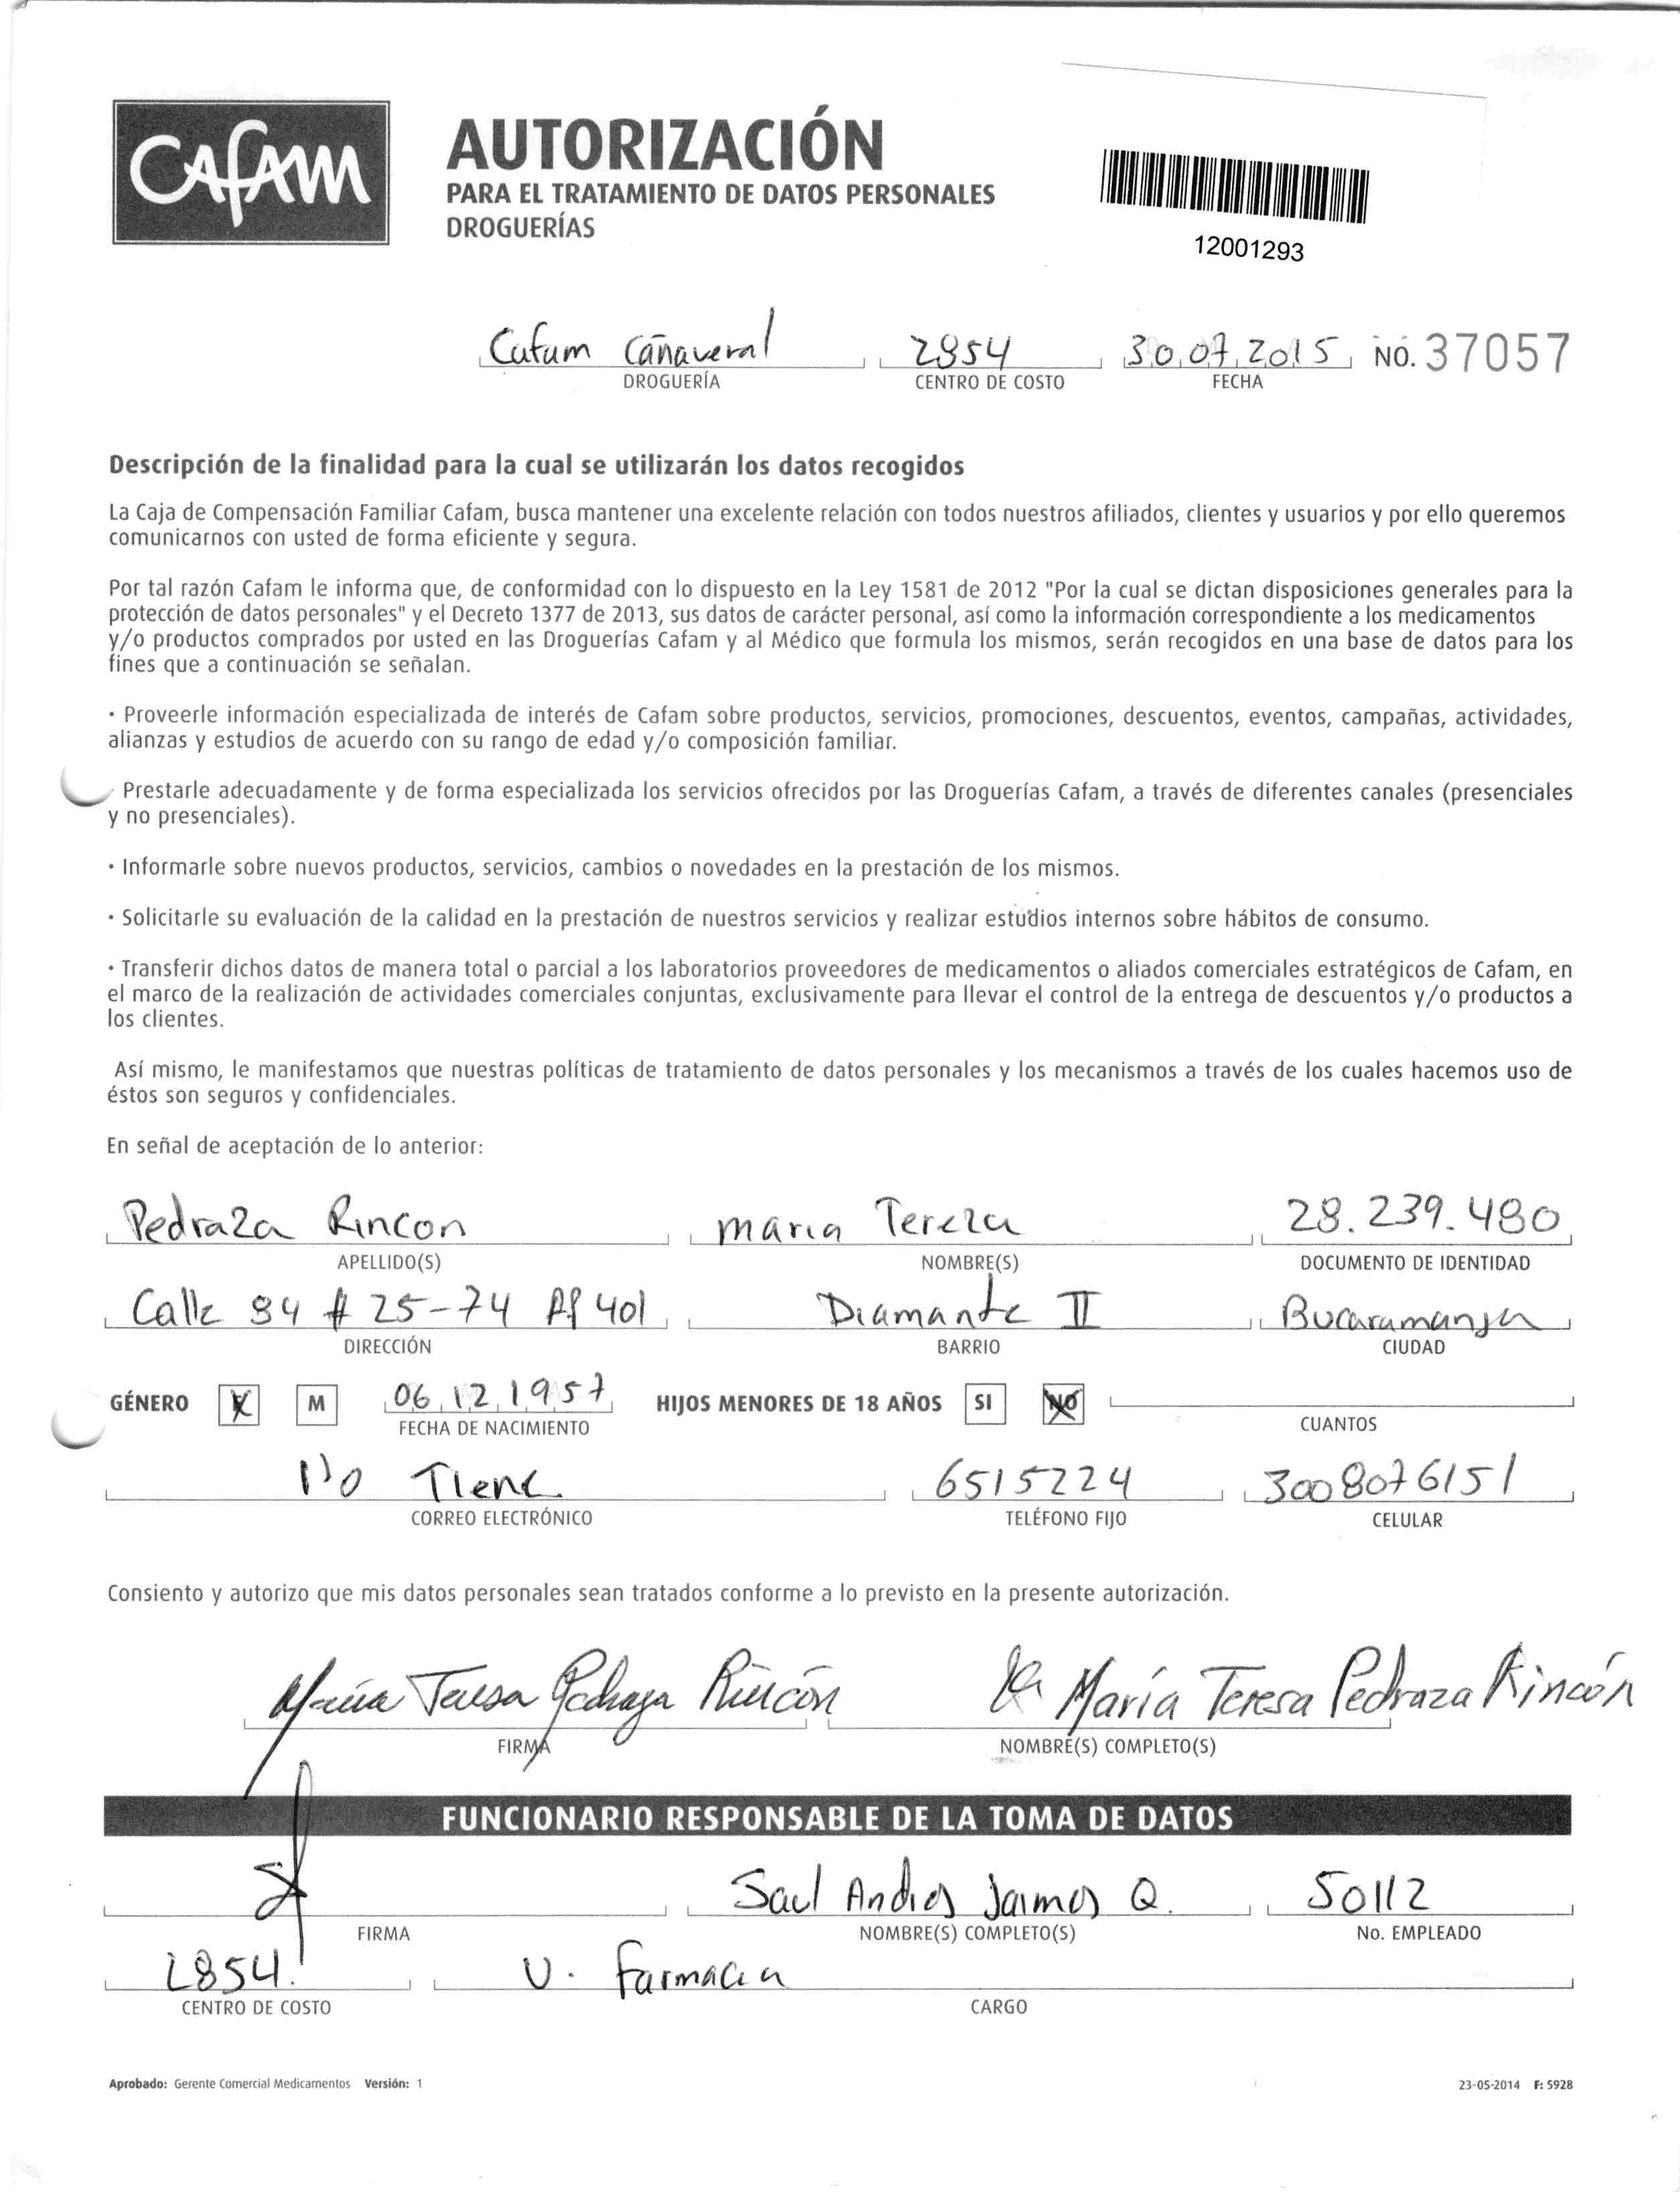 Cafam
AUTORIZACIÓN
PARA EL TRATAMIENTO DE DATOS PERSONALES
DROGUERÍAS
12001293
Cafam Cañaveral 2854 30.07.2015 NO. 37057
DROGUERÍA CENTRO DE COSTO FECHA
Descripción de la finalidad para la cual se utilizarán los datos recogidos
La Caja de Compensación Familiar Cafam, busca mantener una excelente relación con todos nuestros afiliados, clientes y usuarios y por ello queremos
comunicarnos con usted de forma eficiente y segura.
Por tal razón Cafam le informa que, de conformidad con lo dispuesto en la Ley 1581 de 2012 "Por la cual se dictan disposiciones generales para la
protección de datos personales" y el Decreto 1377 de 2013, sus datos de carácter personal, así como la información correspondiente a los medicamentos
y/o productos comprados por usted en las Droguerías Cafam y al Médico que formula los mismos, serán recogidos en una base de datos para los
fines que a continuación se señalan.
· Proveerle información especializada de interés de Cafam sobre productos, servicios, promociones, descuentos, eventos, campañas, actividades,
alianzas y estudios de acuerdo con su rango de edad y/o composición familiar.
Prestarle adecuadamente y de forma especializada los servicios ofrecidos por las Droguerías Cafam, a través de diferentes canales (presenciales
y no presenciales).
· Informarle sobre nuevos productos, servicios, cambios o novedades en la prestación de los mismos.
· Solicitarle su evaluación de la calidad en la prestación de nuestros servicios y realizar estudios internos sobre hábitos de consumo.
· Transferir dichos datos de manera total o parcial a los laboratorios proveedores de medicamentos o aliados comerciales estratégicos de Cafam, en
el marco de la realización de actividades comerciales conjuntas, exclusivamente para llevar el control de la entrega de descuentos y/o productos a
los clientes.
Así mismo, le manifestamos que nuestras políticas de tratamiento de datos personales y los mecanismos a través de los cuales hacemos uso de
éstos son seguros y confidenciales.
En señal de aceptación de lo anterior:
Pedraza Rincon maria Tereza 28.239.480
APELLIDO(S) NOMBRE(S) DOCUMENTO DE IDENTIDAD
Calle 94 # 25-74 Ap 401 Diamante II Bucaramanga
DIRECCIÓN BARRIO CIUDAD
GÉNERO M 06.12.1957 HIJOS MENORES DE 18 AÑOS SI NO
FECHA DE NACIMIENTO CUANTOS
No Tiene. 6515224 3008076151
CORREO ELECTRÓNICO TELÉFONO FIJO CELULAR
Consiento y autorizo que mis datos personales sean tratados conforme a lo previsto en la presente autorización.
María Teresa Pedraza Rincón María Teresa Pedraza Rincón
FIRMA NOMBRE(S) COMPLETO(S)
FUNCIONARIO RESPONSABLE DE LA TOMA DE DATOS
Saul Andres Jaimes Q. 50112
FIRMA NOMBRE(S) COMPLETO(S) No. EMPLEADO
2854. V. Farmacia
CENTRO DE COSTO CARGO
Aprobado: Gerente Comercial Medicamentos Versión: 1 23-05-2014 F: 5928